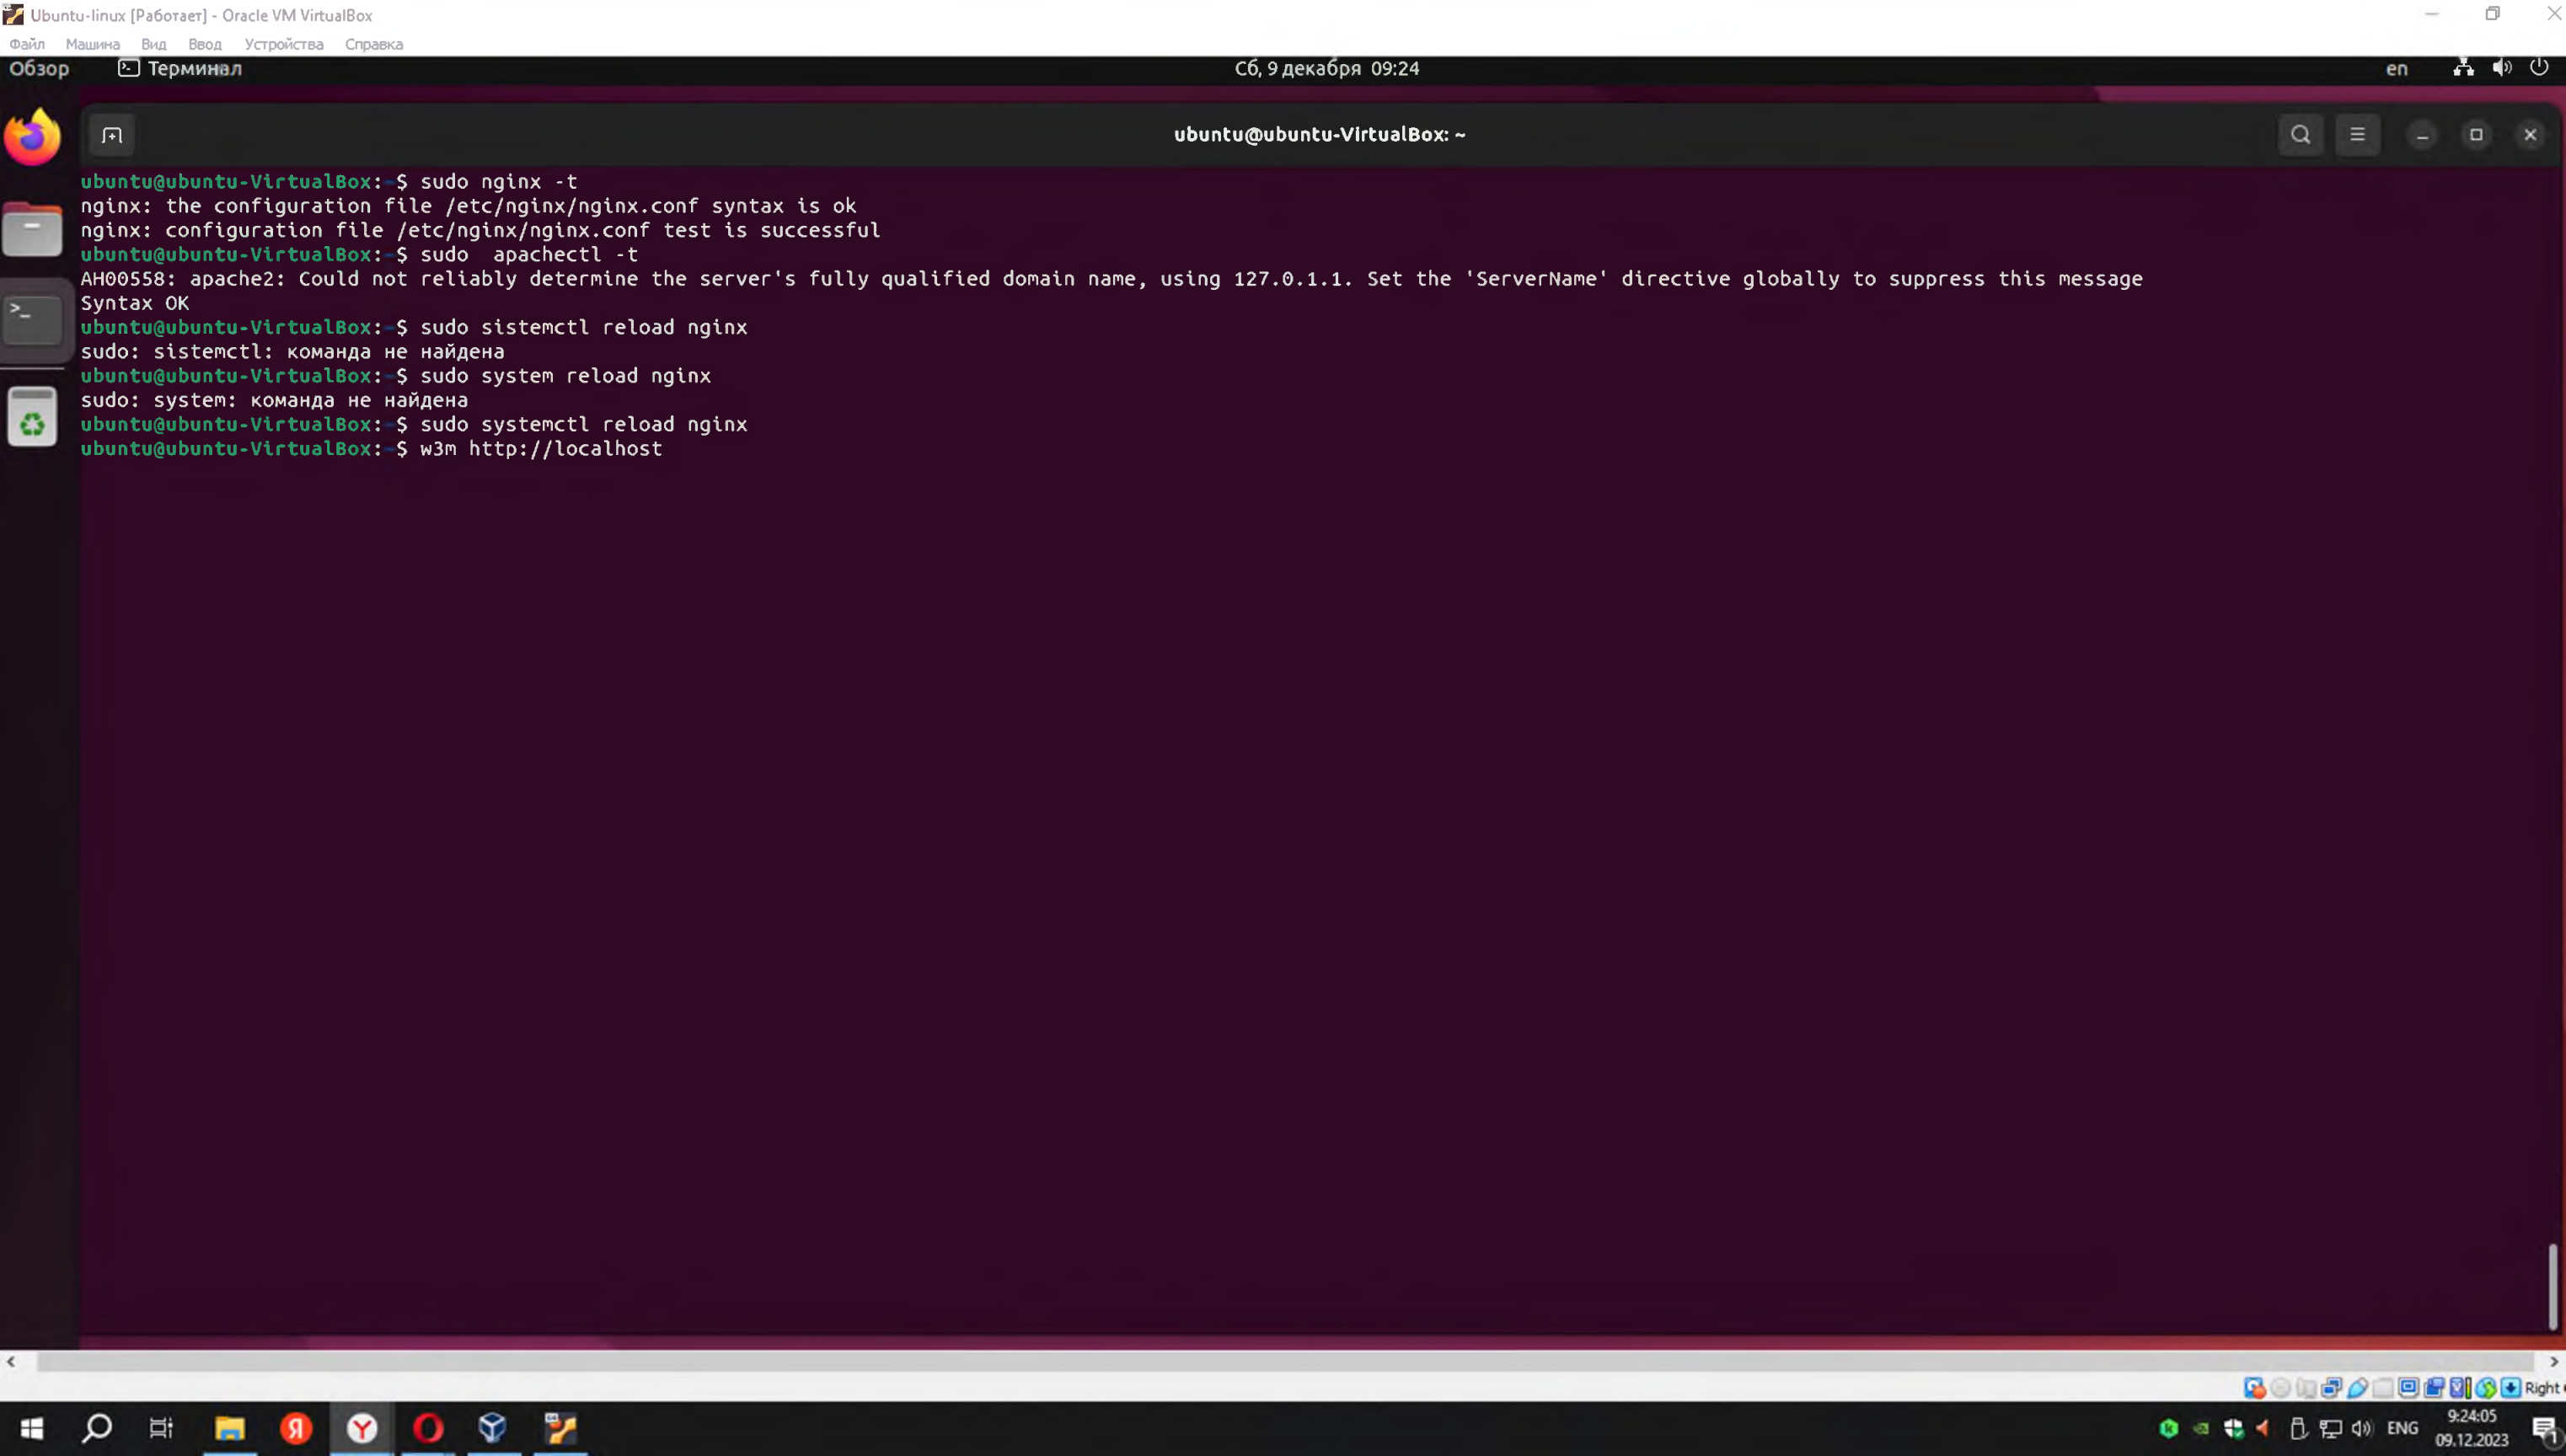 Ubuntu-linux [Работает] - Oracle VM VirtualBox
Файл Машина Вид Ввод Устройства Справка
Обзор Терминал Сб, 9 декабря 09:24 en
ubuntu@ubuntu-VirtualBox: ~
ubuntu@ubuntu-VirtualBox:~$ sudo nginx -t
nginx: the configuration file /etc/nginx/nginx.conf syntax is ok
nginx: configuration file /etc/nginx/nginx.conf test is successful
ubuntu@ubuntu-VirtualBox:~$ sudo  apachectl -t
AH00558: apache2: Could not reliably determine the server's fully qualified domain name, using 127.0.1.1. Set the 'ServerName' directive globally to suppress this message
Syntax OK
ubuntu@ubuntu-VirtualBox:~$ sudo sistemctl reload nginx
sudo: sistemctl: команда не найдена
ubuntu@ubuntu-VirtualBox:~$ sudo system reload nginx
sudo: system: команда не найдена
ubuntu@ubuntu-VirtualBox:~$ sudo systemctl reload nginx
ubuntu@ubuntu-VirtualBox:~$ w3m http://localhost
Right
ENG 9:24:05
09.12.2023